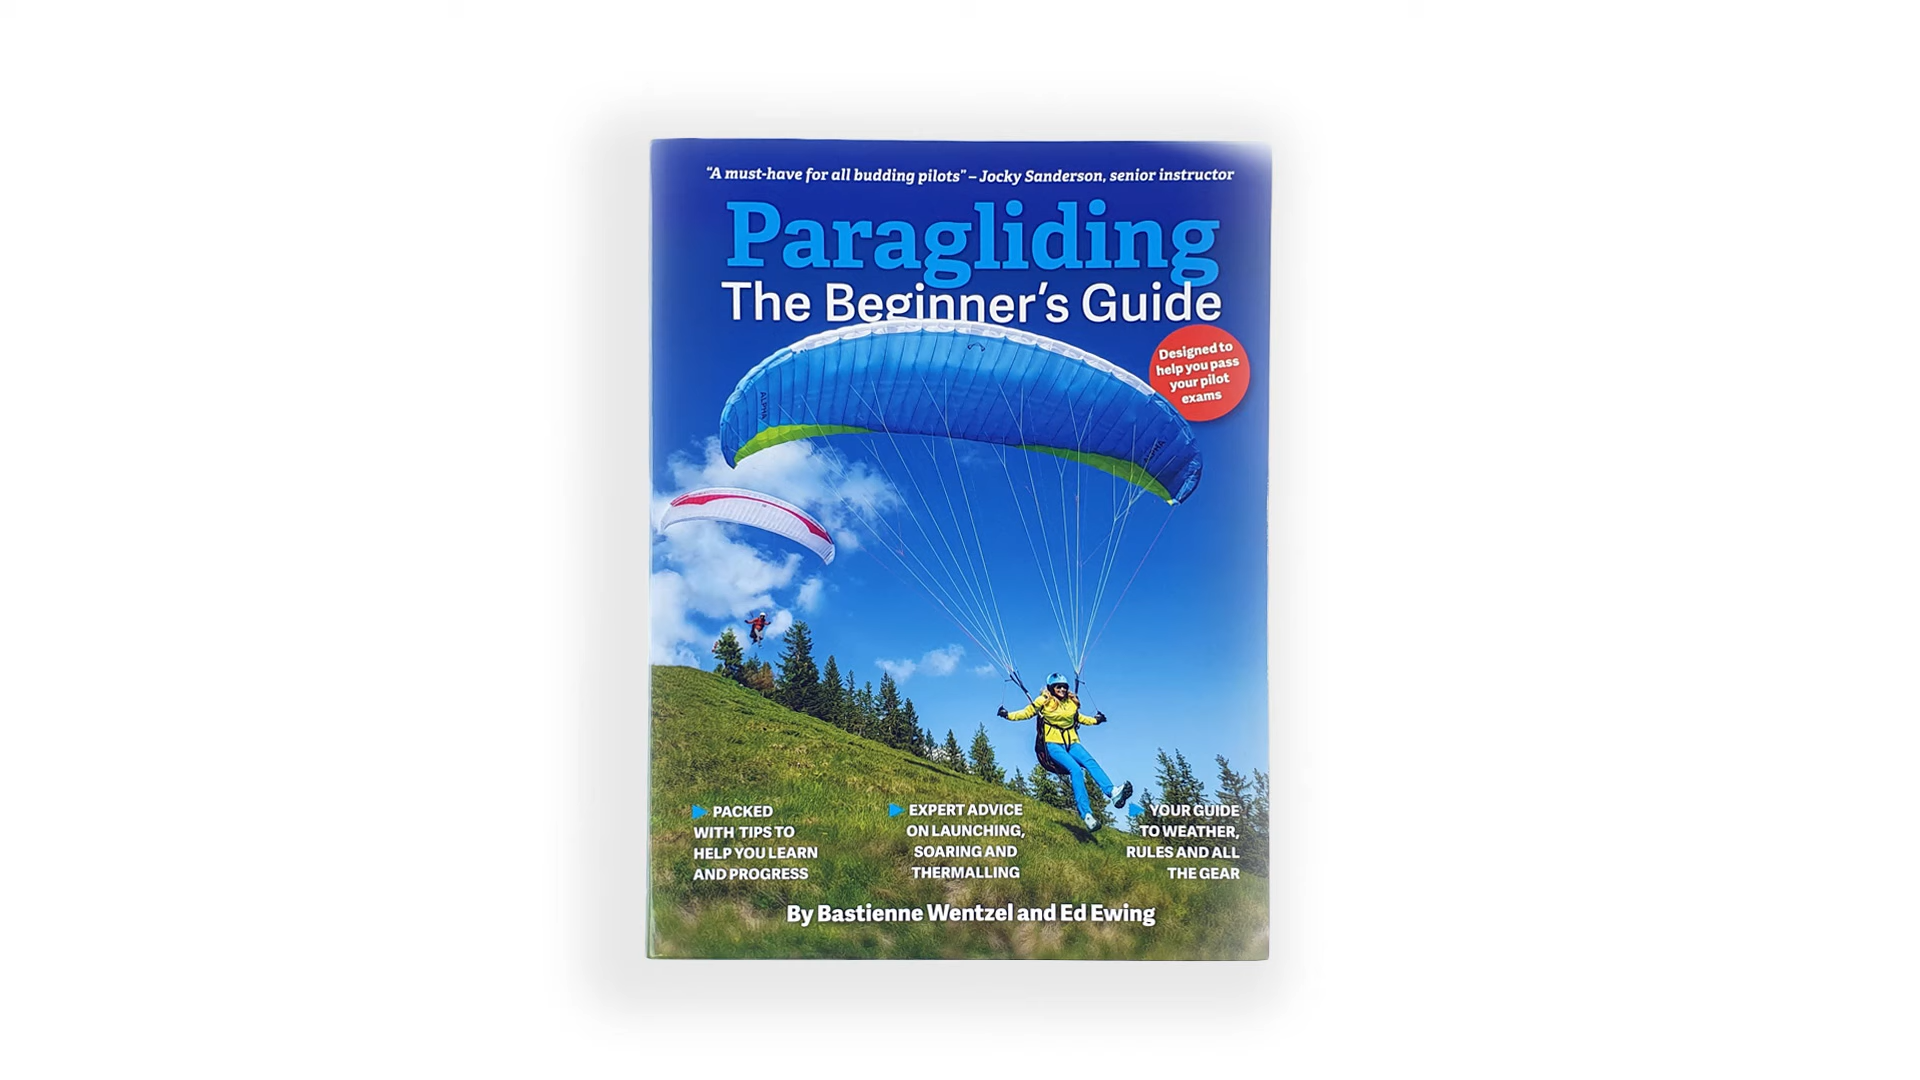 “A must-have for all budding pilots” – Jocky Sanderson, senior instructor
Paragliding
The Beginner’s Guide
Designed to
help you pass
your pilot
exams
ALPHA
ALPHA
PACKED
WITH TIPS TO
HELP YOU LEARN
AND PROGRESS
EXPERT ADVICE
ON LAUNCHING,
SOARING AND
THERMALLING
YOUR GUIDE
TO WEATHER,
RULES AND ALL
THE GEAR
By Bastienne Wentzel and Ed Ewing